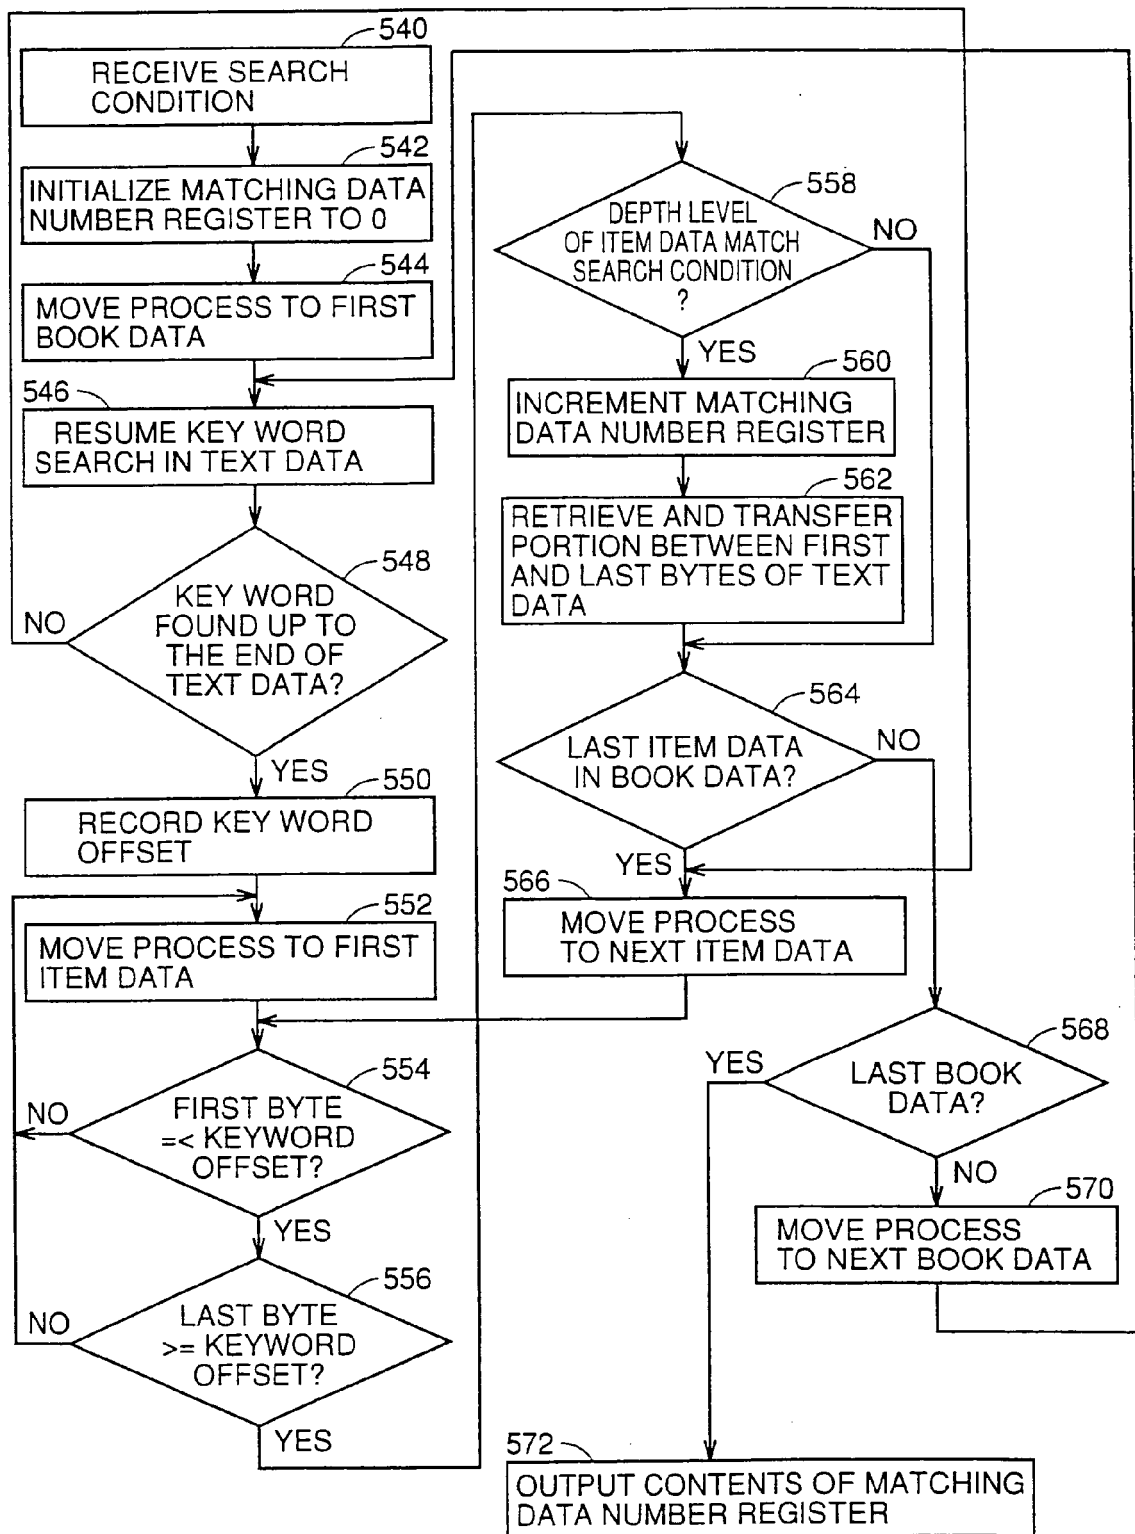 540
RECEIVE SEARCH
CONDITION
542
INITIALIZE MATCHING DATA
NUMBER REGISTER TO 0
544
MOVE PROCESS TO FIRST
BOOK DATA
546
RESUME KEY WORD
SEARCH IN TEXT DATA
548
KEY WORD
FOUND UP TO
THE END OF
TEXT DATA?
NO
YES
550
RECORD KEY WORD
OFFSET
552
MOVE PROCESS TO FIRST
ITEM DATA
554
FIRST BYTE
=< KEYWORD
OFFSET?
NO
YES
556
LAST BYTE
>= KEYWORD
OFFSET?
NO
YES
558
DEPTH LEVEL
OF ITEM DATA MATCH
SEARCH CONDITION
?
NO
YES
560
INCREMENT MATCHING
DATA NUMBER REGISTER
562
RETRIEVE AND TRANSFER
PORTION BETWEEN FIRST
AND LAST BYTES OF TEXT
DATA
564
LAST ITEM DATA
IN BOOK DATA?
NO
YES
566
MOVE PROCESS
TO NEXT ITEM DATA
568
LAST BOOK
DATA?
YES
NO
570
MOVE PROCESS
TO NEXT BOOK DATA
572
OUTPUT CONTENTS OF MATCHING
DATA NUMBER REGISTER